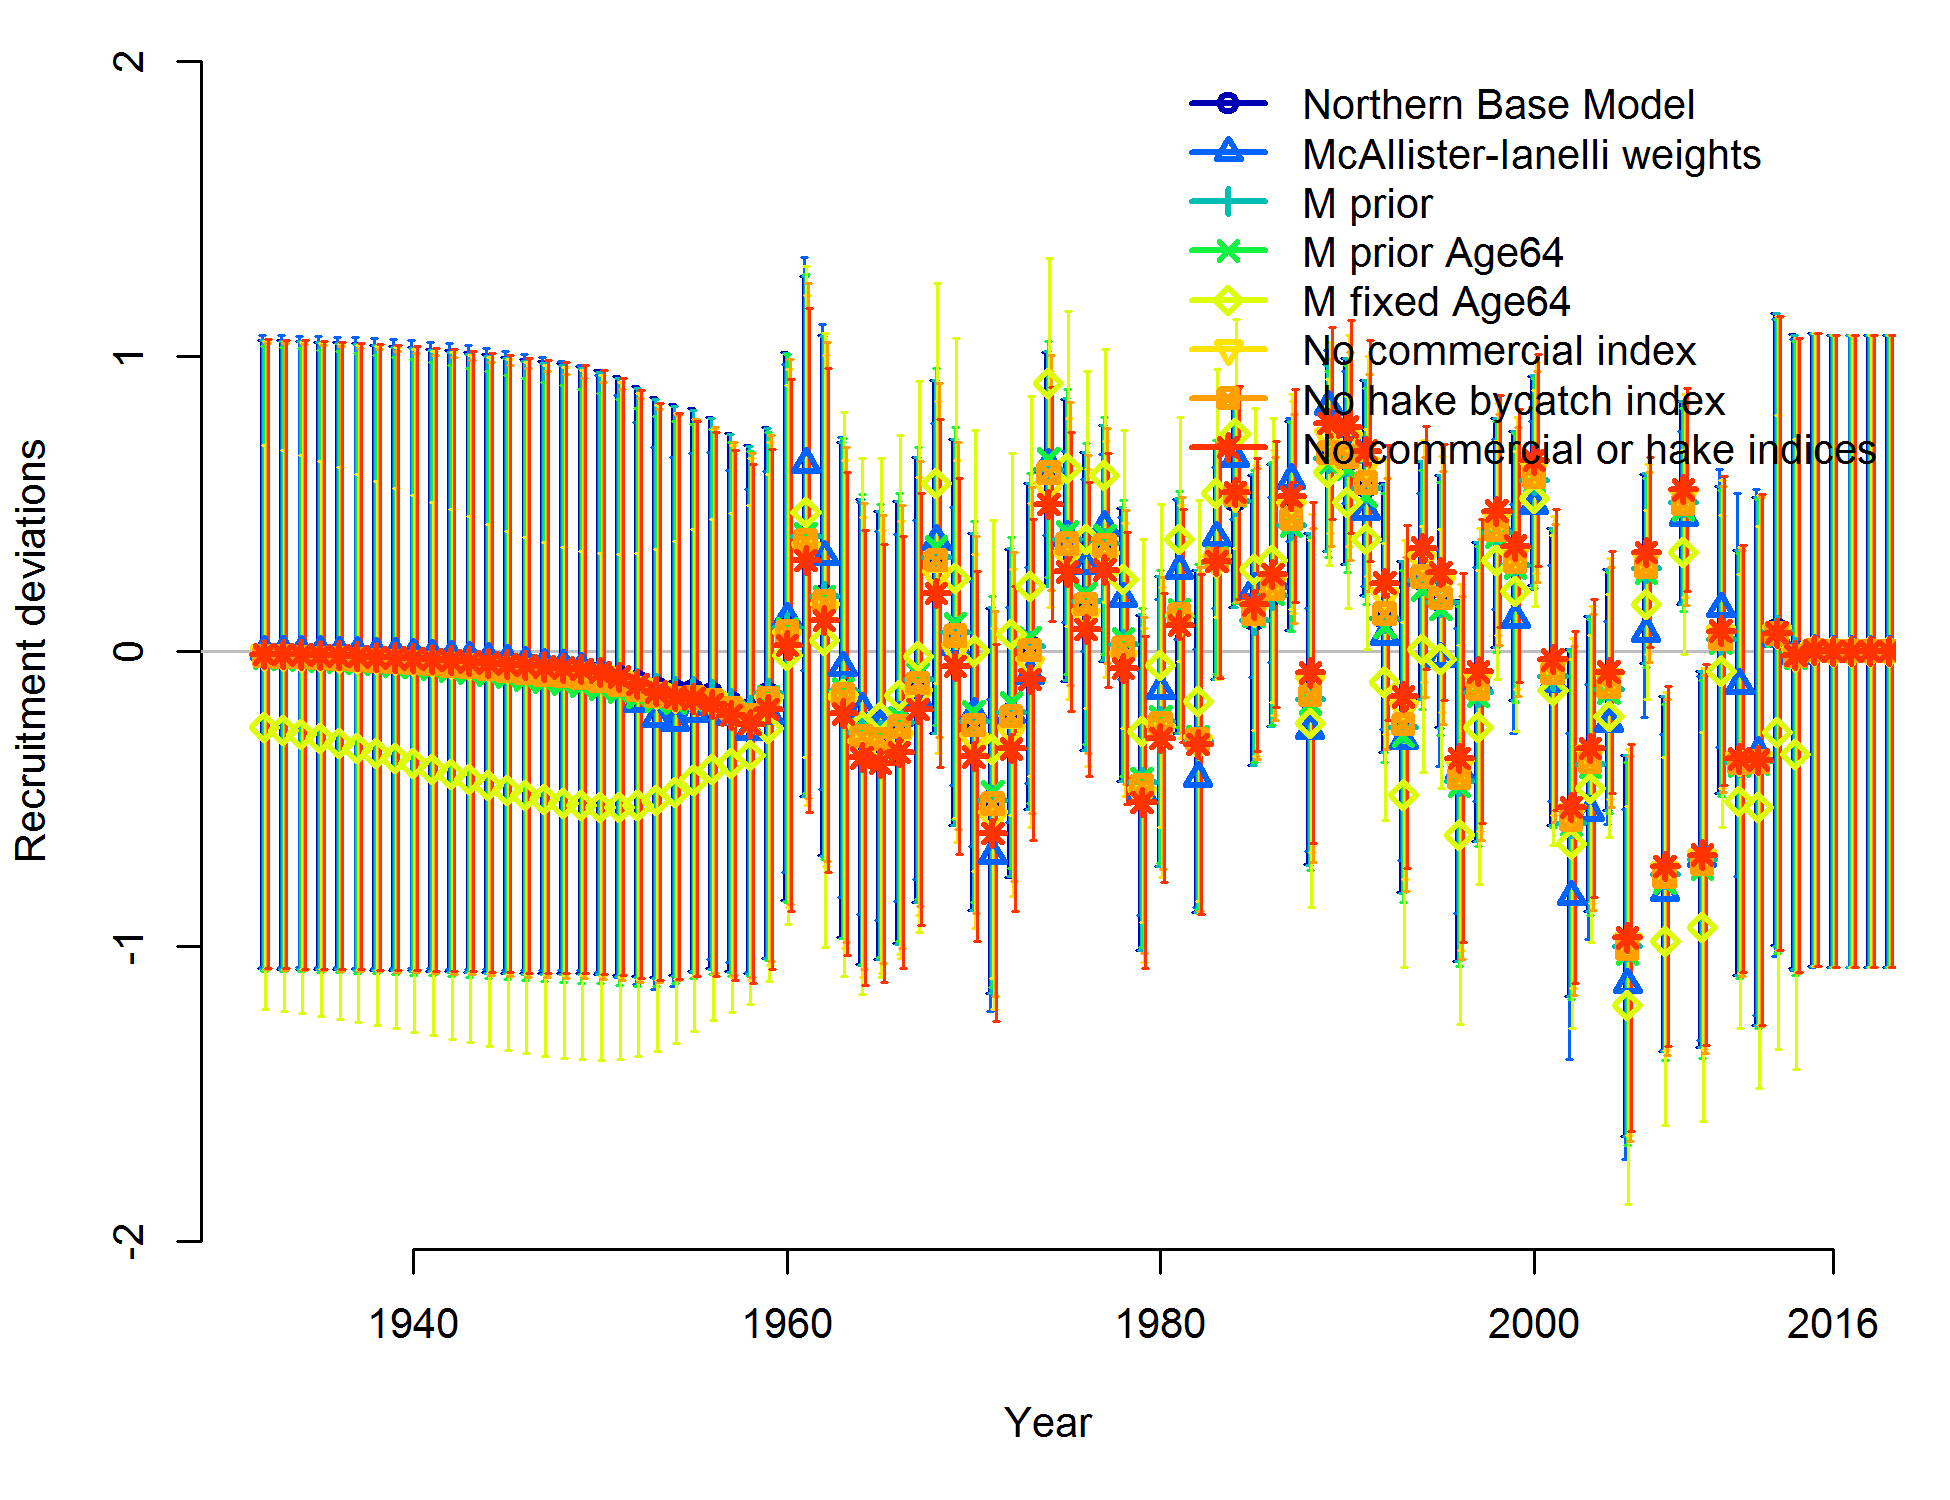 2
1
0
-1
-2
Recruitment deviations
Northern Base Model
McAllister-Ianelli weights
M prior
M prior Age64
M fixed Age64
No commercial index
No hake bycatch index
No commercial or hake indices
1940
1960
1980
2000
2016
Year